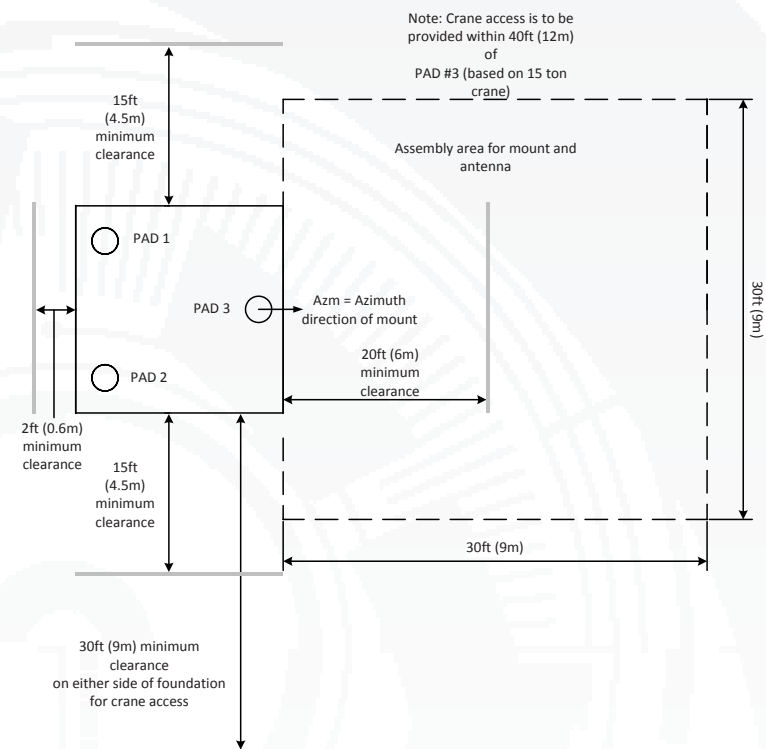 Note: Crane access is to be
provided within 40ft (12m)
of
PAD #3 (based on 15 ton
crane)
15ft
(4.5m)
minimum
clearance
Assembly area for mount and
antenna
PAD 1
PAD 3
Azm = Azimuth
direction of mount
30ft (9m)
20ft (6m)
minimum
clearance
PAD 2
2ft (0.6m)
minimum
clearance
15ft
(4.5m)
minimum
clearance
30ft (9m)
30ft (9m) minimum
clearance
on either side of foundation
for crane access